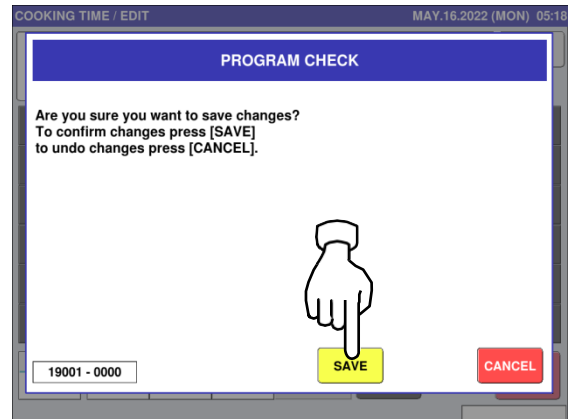 COOKING TIME / EDIT MAY.16.2022 (MON) 05:18
PROGRAM CHECK
Are you sure you want to save changes?
To confirm changes press [SAVE]
to undo changes press [CANCEL].
19001 - 0000 SAVE CANCEL